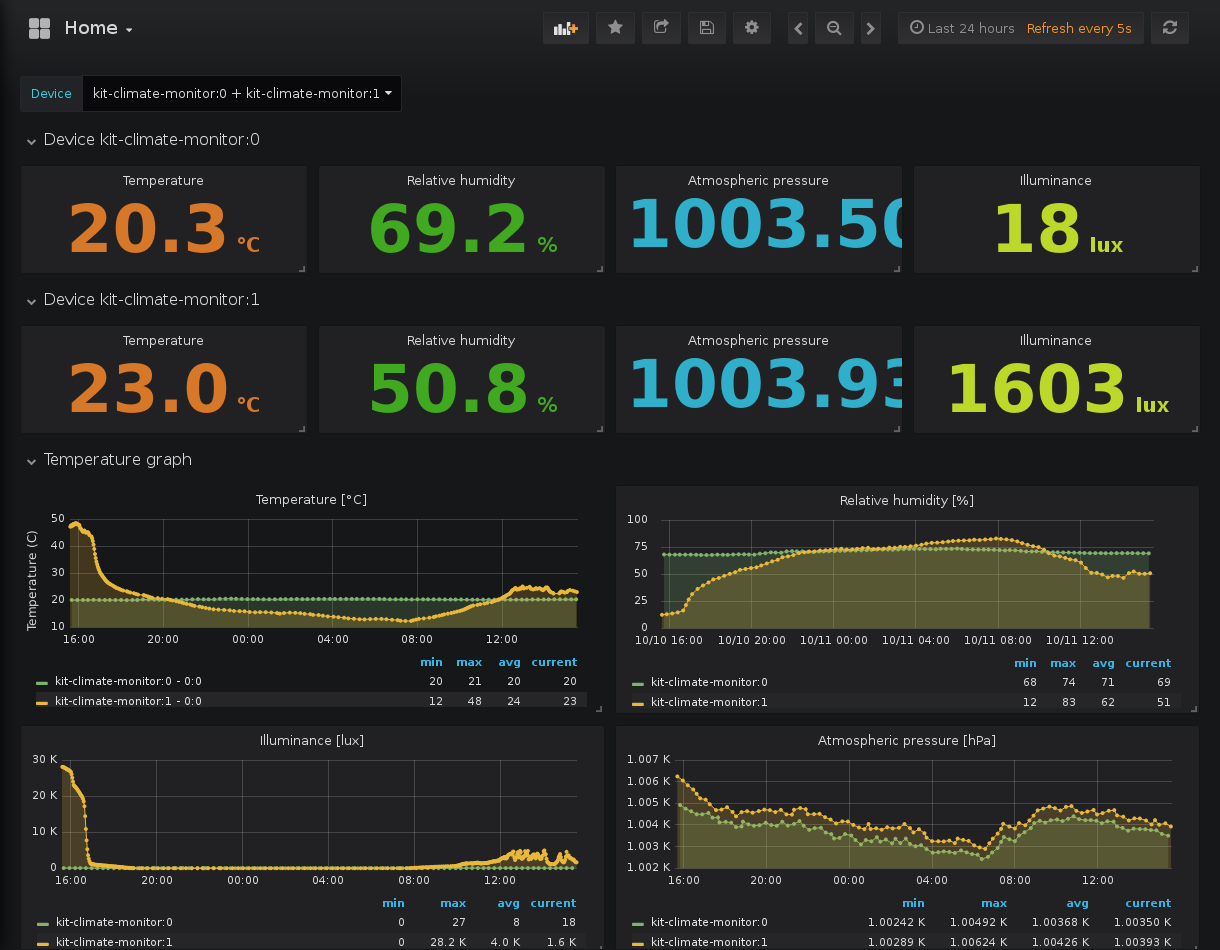 Home
Last 24 hours Refresh every 5s
Device kit-climate-monitor:0 + kit-climate-monitor:1
Device kit-climate-monitor:0
Temperature Relative humidity Atmospheric pressure Illuminance
20.3 °C 69.2 % 1003.50 18 lux
Device kit-climate-monitor:1
Temperature Relative humidity Atmospheric pressure Illuminance
23.0 °C 50.8 % 1003.93 1603 lux
Temperature graph
Temperature [°C]
Temperature (C)
50
40
30
20
10
16:00 20:00 00:00 04:00 08:00 12:00
min max avg current
kit-climate-monitor:0 - 0:0 20 21 20 20
kit-climate-monitor:1 - 0:0 12 48 24 23
Relative humidity [%]
100
75
50
25
0
10/10 16:00 10/10 20:00 10/11 00:00 10/11 04:00 10/11 08:00 10/11 12:00
min max avg current
kit-climate-monitor:0 68 74 71 69
kit-climate-monitor:1 12 83 62 51
Illuminance [lux]
30 K
20 K
10 K
0
16:00 20:00 00:00 04:00 08:00 12:00
min max avg current
kit-climate-monitor:0 0 27 8 18
kit-climate-monitor:1 0 28.2 K 4.0 K 1.6 K
Atmospheric pressure [hPa]
1.007 K
1.006 K
1.005 K
1.004 K
1.003 K
1.002 K
16:00 20:00 00:00 04:00 08:00 12:00
min max avg current
kit-climate-monitor:0 1.00242 K 1.00492 K 1.00368 K 1.00350 K
kit-climate-monitor:1 1.00289 K 1.00624 K 1.00426 K 1.00393 K